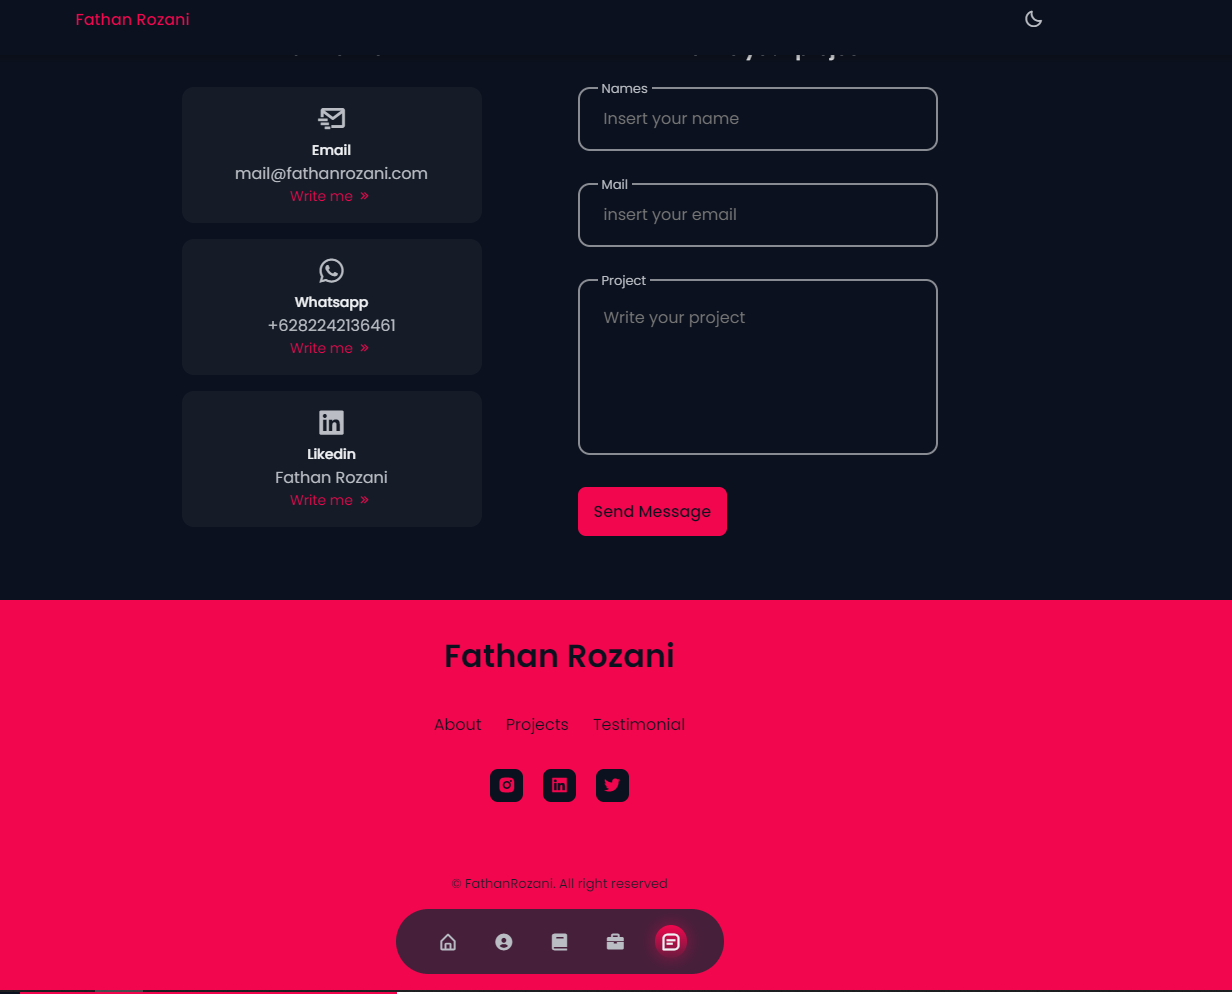 Fathan Rozani
Email
mail@fathanrozani.com
Write me
Whatsapp
+6282242136461
Write me
Likedin
Fathan Rozani
Write me
Names
Insert your name
Mail
insert your email
Project
Write your project
Send Message
Fathan Rozani
About Projects Testimonial
© FathanRozani. All right reserved